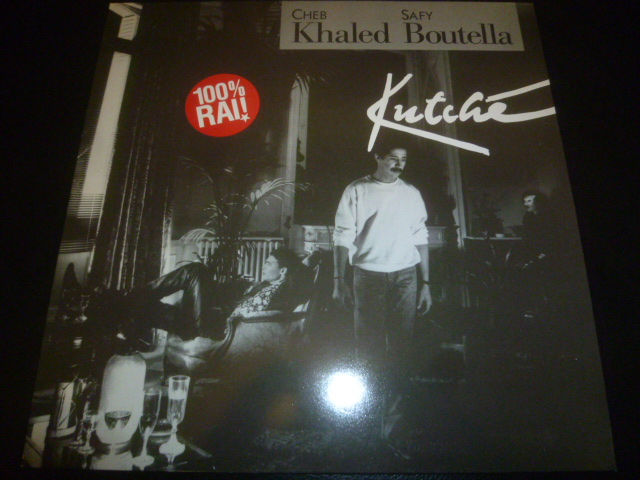 CHEB SAFY
Khaled Boutella
100%
RAI!
Kutché